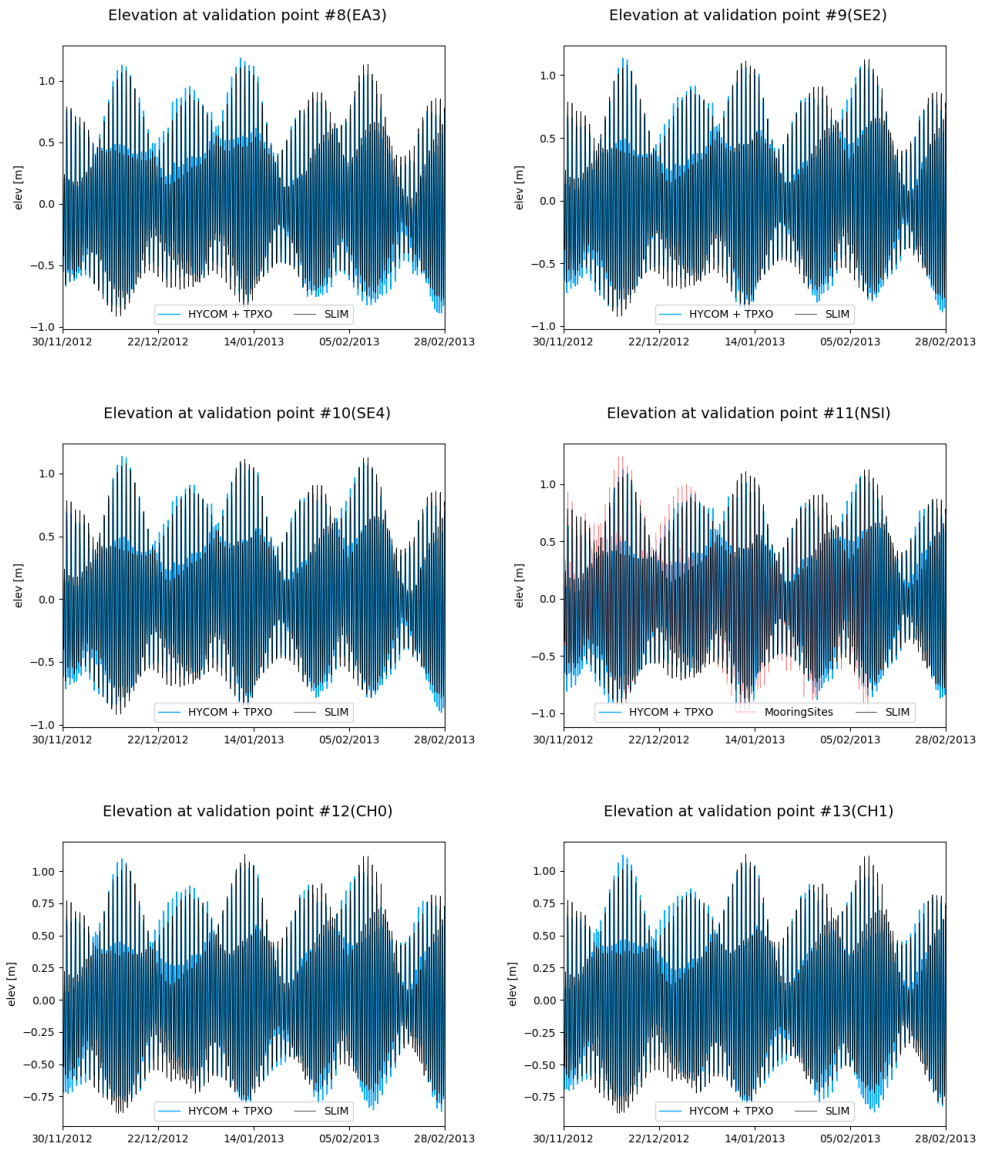 Elevation at validation point #8(EA3)
1.0
0.5
0.0
−0.5
−1.0
elev [m]
HYCOM + TPXO SLIM
30/11/2012 22/12/2012 14/01/2013 05/02/2013 28/02/2013
Elevation at validation point #9(SE2)
1.0
0.5
0.0
−0.5
−1.0
elev [m]
HYCOM + TPXO SLIM
30/11/2012 22/12/2012 14/01/2013 05/02/2013 28/02/2013
Elevation at validation point #10(SE4)
1.0
0.5
0.0
−0.5
−1.0
elev [m]
HYCOM + TPXO SLIM
30/11/2012 22/12/2012 14/01/2013 05/02/2013 28/02/2013
Elevation at validation point #11(NSI)
1.0
0.5
0.0
−0.5
−1.0
elev [m]
HYCOM + TPXO MooringSites SLIM
30/11/2012 22/12/2012 14/01/2013 05/02/2013 28/02/2013
Elevation at validation point #12(CH0)
1.00
0.75
0.50
0.25
0.00
−0.25
−0.50
−0.75
elev [m]
HYCOM + TPXO SLIM
30/11/2012 22/12/2012 14/01/2013 05/02/2013 28/02/2013
Elevation at validation point #13(CH1)
1.00
0.75
0.50
0.25
0.00
−0.25
−0.50
−0.75
elev [m]
HYCOM + TPXO SLIM
30/11/2012 22/12/2012 14/01/2013 05/02/2013 28/02/2013